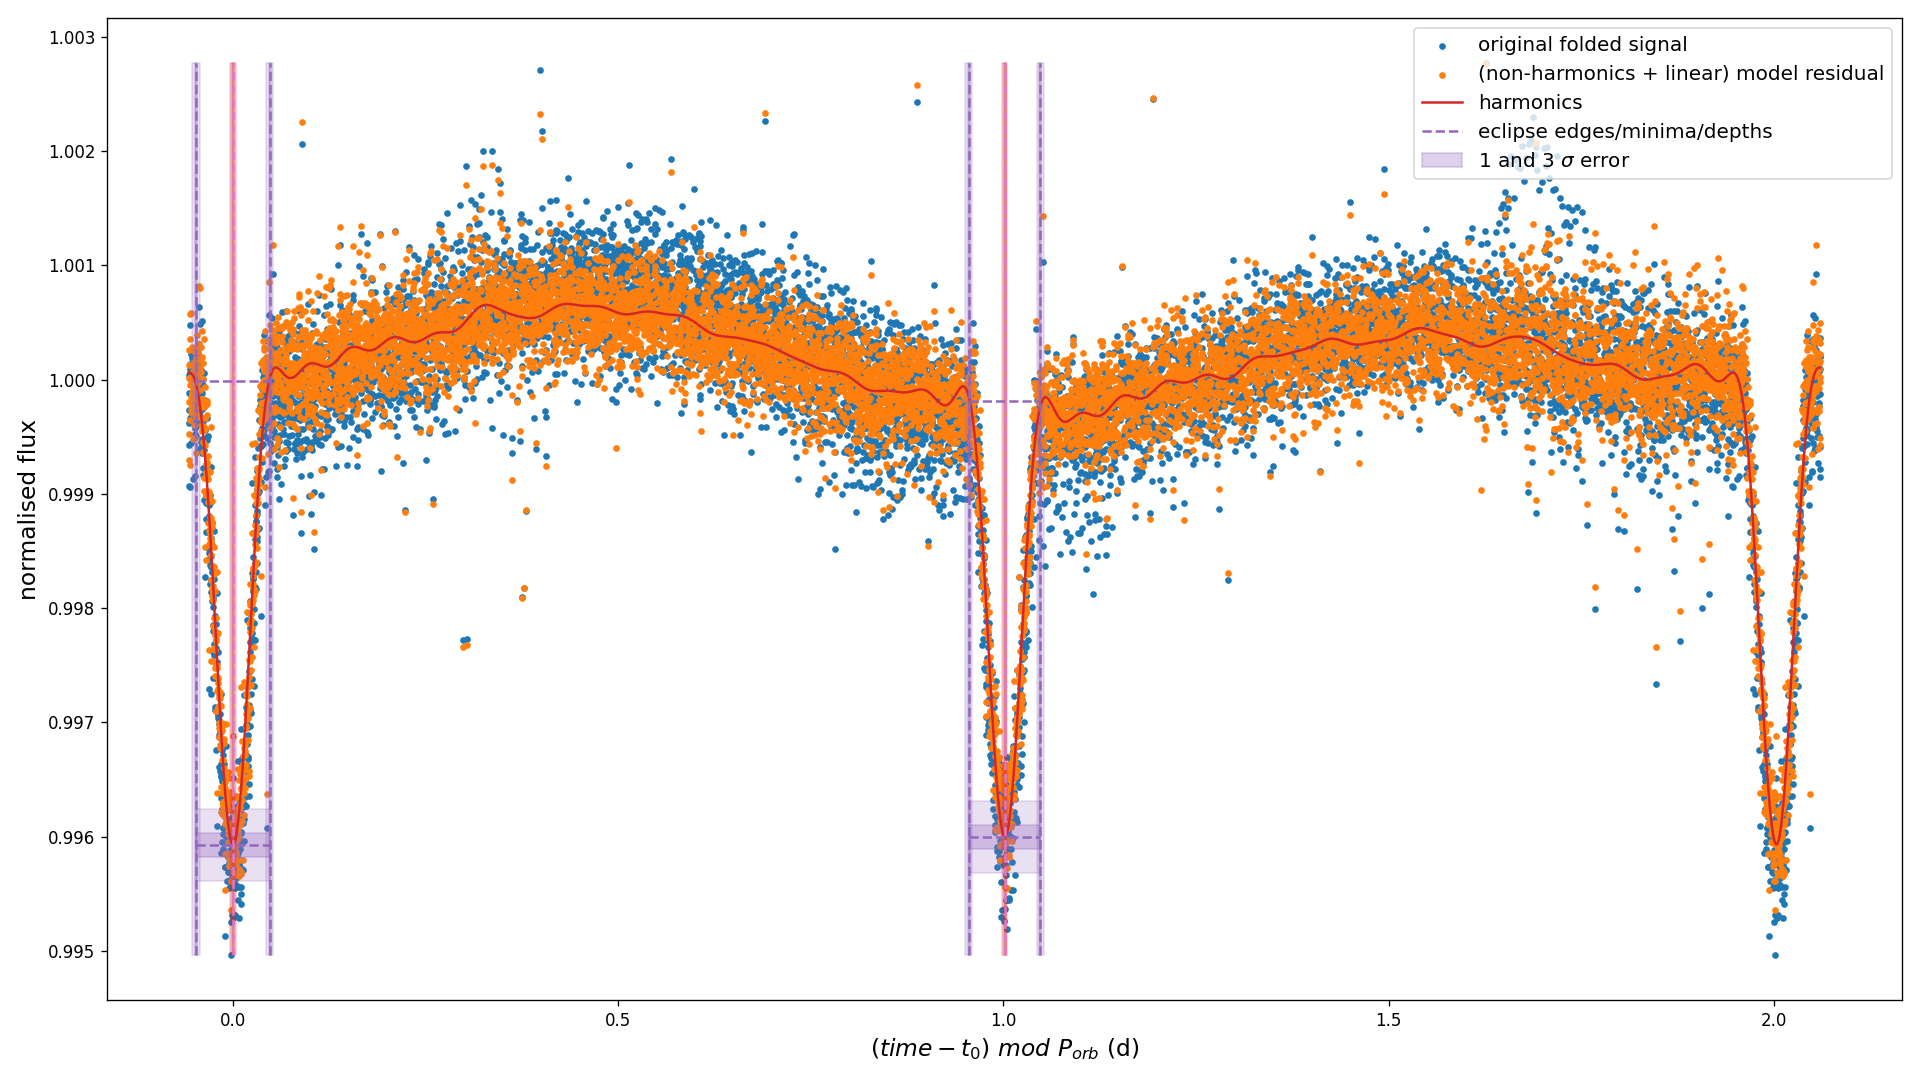 original folded signal
(non-harmonics + linear) model residual
harmonics
eclipse edges/minima/depths
1 and 3 σ error
normalised flux
1.003
1.002
1.001
1.000
0.999
0.998
0.997
0.996
0.995
0.0 0.5 1.0 1.5 2.0
(time − t₀) mod Pₒᵣb (d)